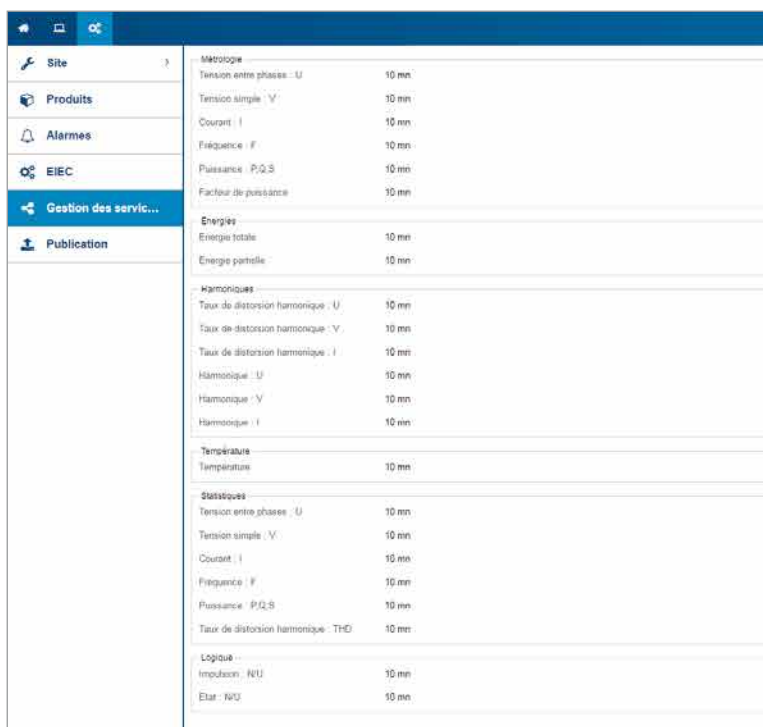 Site
Produits
Alarmes
EIEC
Gestion des servic...
Publication
Métrologie
Tension entre phases : U 10 mn
Tension simple : V 10 mn
Courant : I 10 mn
Fréquence : F 10 mn
Puissance : P,Q,S 10 mn
Facteur de puissance 10 mn
Energies
Energie totale 10 mn
Energie partielle 10 mn
Harmoniques
Taux de distorsion harmonique : U 10 mn
Taux de distorsion harmonique : V 10 mn
Taux de distorsion harmonique : I 10 mn
Harmonique : U 10 mn
Harmonique : V 10 mn
Harmonique : I 10 mn
Température
Température 10 mn
Statistiques
Tension entre phases : U 10 mn
Tension simple : V 10 mn
Courant : I 10 mn
Fréquence : F 10 mn
Puissance : P,Q,S 10 mn
Taux de distorsion harmonique : THD 10 mn
Logique
Impulsion : N/U 10 mn
Etat : N/U 10 mn